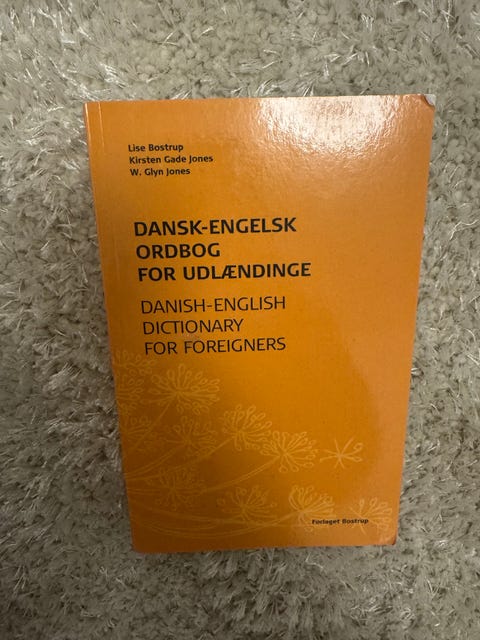 Lise Bostrup
Kirsten Gade Jones
W. Glyn Jones
DANSK-ENGELSK
ORDBOG
FOR UDLÆNDINGE
DANISH-ENGLISH
DICTIONARY
FOR FOREIGNERS
Forlaget Bostrup